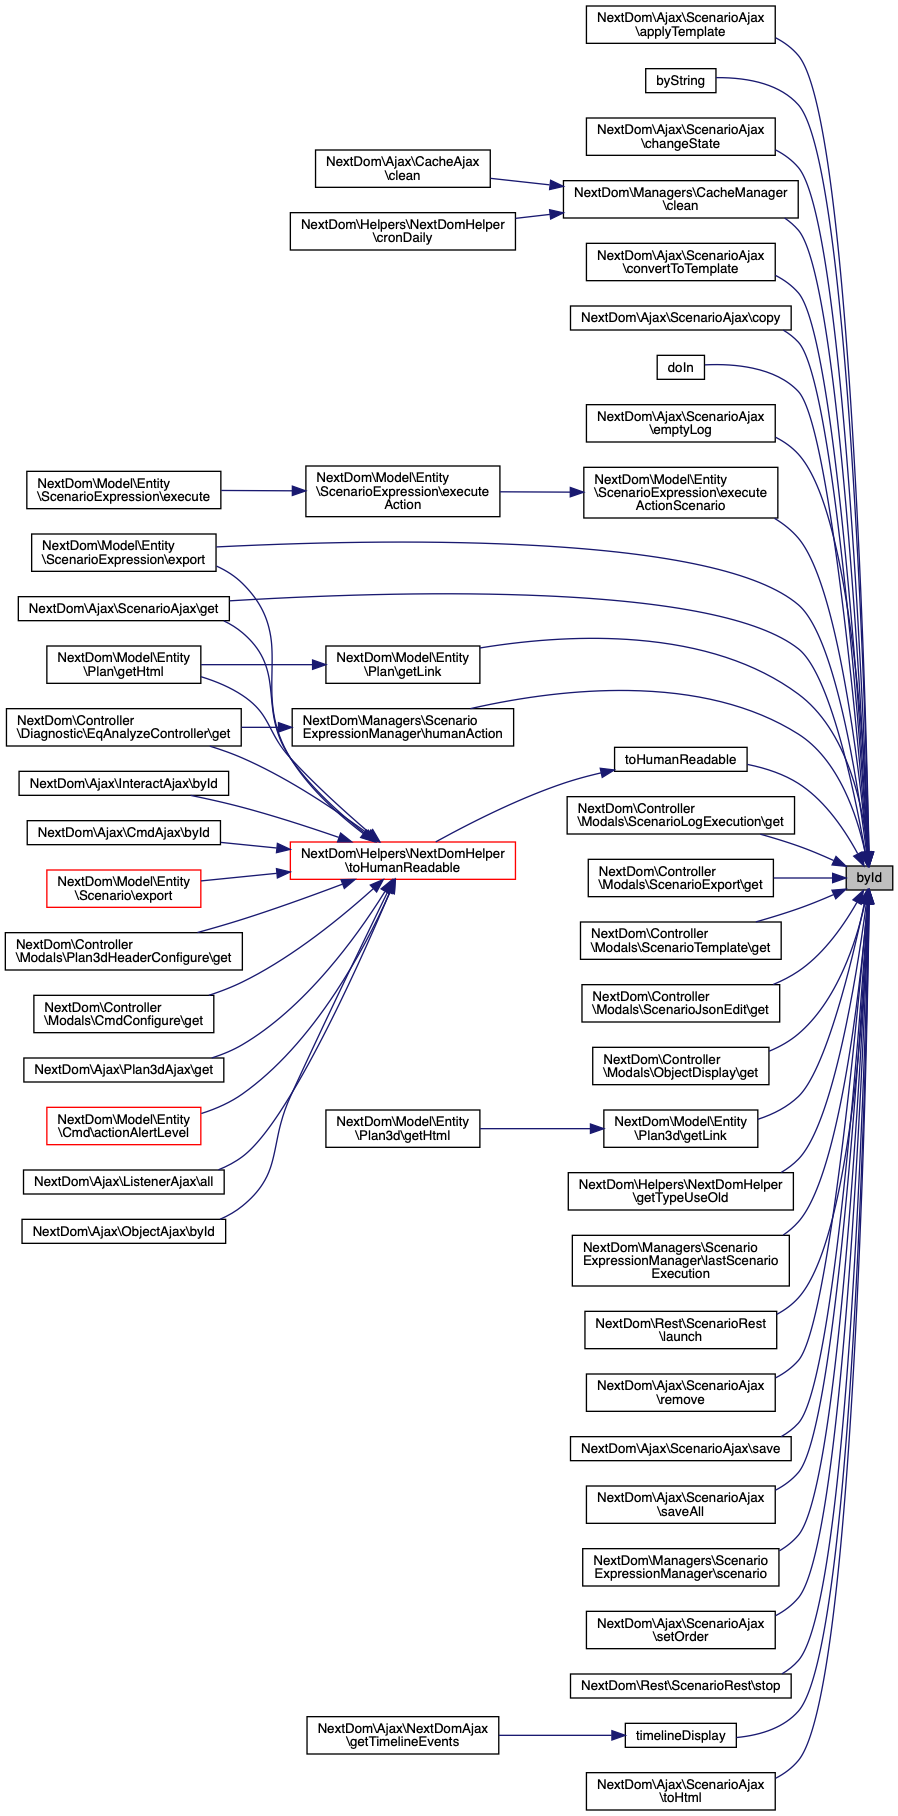 NextDom\Ajax\ScenarioAjax
\applyTemplate
byString
NextDom\Ajax\ScenarioAjax
\changeState
NextDom\Ajax\CacheAjax
\clean
NextDom\Managers\CacheManager
\clean
NextDom\Helpers\NextDomHelper
\cronDaily
NextDom\Ajax\ScenarioAjax
\convertToTemplate
NextDom\Ajax\ScenarioAjax\copy
doIn
NextDom\Ajax\ScenarioAjax
\emptyLog
NextDom\Model\Entity
\ScenarioExpression\execute
NextDom\Model\Entity
\ScenarioExpression\execute
Action
NextDom\Model\Entity
\ScenarioExpression\execute
ActionScenario
NextDom\Model\Entity
\ScenarioExpression\export
NextDom\Ajax\ScenarioAjax\get
NextDom\Model\Entity
\Plan\getHtml
NextDom\Model\Entity
\Plan\getLink
NextDom\Controller
\Diagnostic\EqAnalyzeController\get
NextDom\Managers\Scenario
ExpressionManager\humanAction
toHumanReadable
NextDom\Ajax\InteractAjax\byId
NextDom\Controller
\Modals\ScenarioLogExecution\get
NextDom\Ajax\CmdAjax\byId
NextDom\Helpers\NextDomHelper
\toHumanReadable
NextDom\Controller
\Modals\ScenarioExport\get
byId
NextDom\Model\Entity
\Scenario\export
NextDom\Controller
\Modals\ScenarioTemplate\get
NextDom\Controller
\Modals\Plan3dHeaderConfigure\get
NextDom\Controller
\Modals\ScenarioJsonEdit\get
NextDom\Controller
\Modals\CmdConfigure\get
NextDom\Controller
\Modals\ObjectDisplay\get
NextDom\Ajax\Plan3dAjax\get
NextDom\Model\Entity
\Cmd\actionAlertLevel
NextDom\Model\Entity
\Plan3d\getHtml
NextDom\Model\Entity
\Plan3d\getLink
NextDom\Ajax\ListenerAjax\all
NextDom\Helpers\NextDomHelper
\getTypeUseOld
NextDom\Ajax\ObjectAjax\byId
NextDom\Managers\Scenario
ExpressionManager\lastScenario
Execution
NextDom\Rest\ScenarioRest
\launch
NextDom\Ajax\ScenarioAjax
\remove
NextDom\Ajax\ScenarioAjax\save
NextDom\Ajax\ScenarioAjax
\saveAll
NextDom\Managers\Scenario
ExpressionManager\scenario
NextDom\Ajax\ScenarioAjax
\setOrder
NextDom\Rest\ScenarioRest\stop
NextDom\Ajax\NextDomAjax
\getTimelineEvents
timelineDisplay
NextDom\Ajax\ScenarioAjax
\toHtml